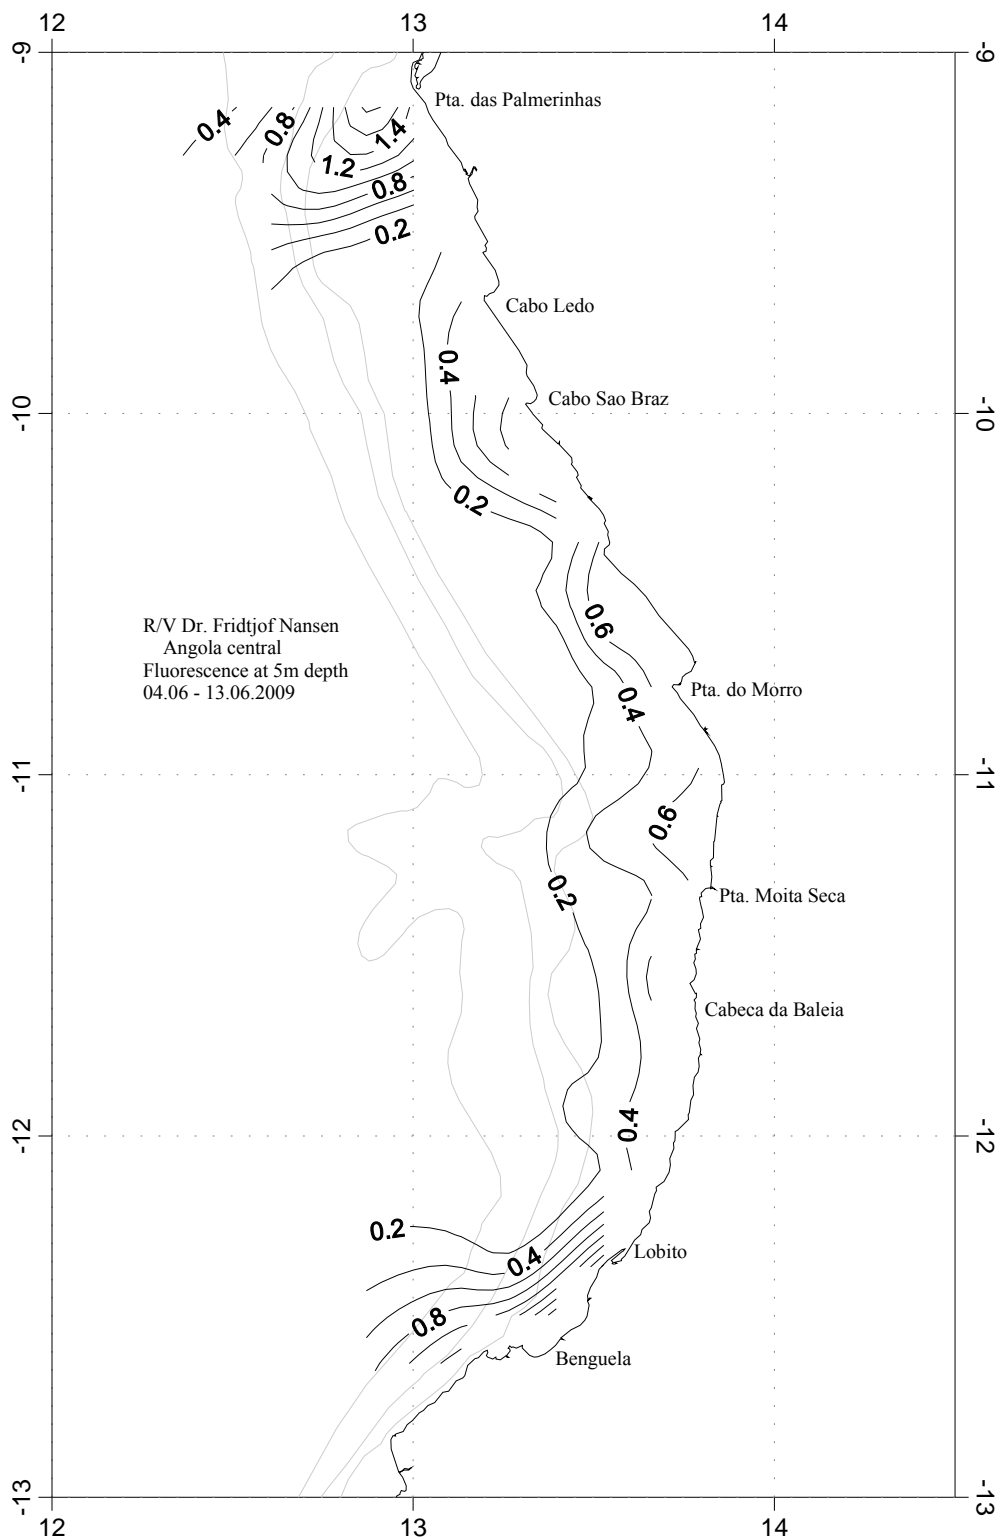 12
13
14
-9
-9
Pta. das Palmerinhas
0.4
0.8
1.4
1.2
0.8
0.2
Cabo Ledo
0.4
Cabo Sao Braz
-10
-10
0.2
R/V Dr. Fridtjof Nansen
Angola central
Fluorescence at 5m depth
04.06 - 13.06.2009
0.6
Pta. do Morro
0.4
-11
-11
0.6
0.2
Pta. Moita Seca
Cabeca da Baleia
0.4
-12
-12
0.2
0.4
Lobito
0.8
Benguela
-13
-13
12
13
14